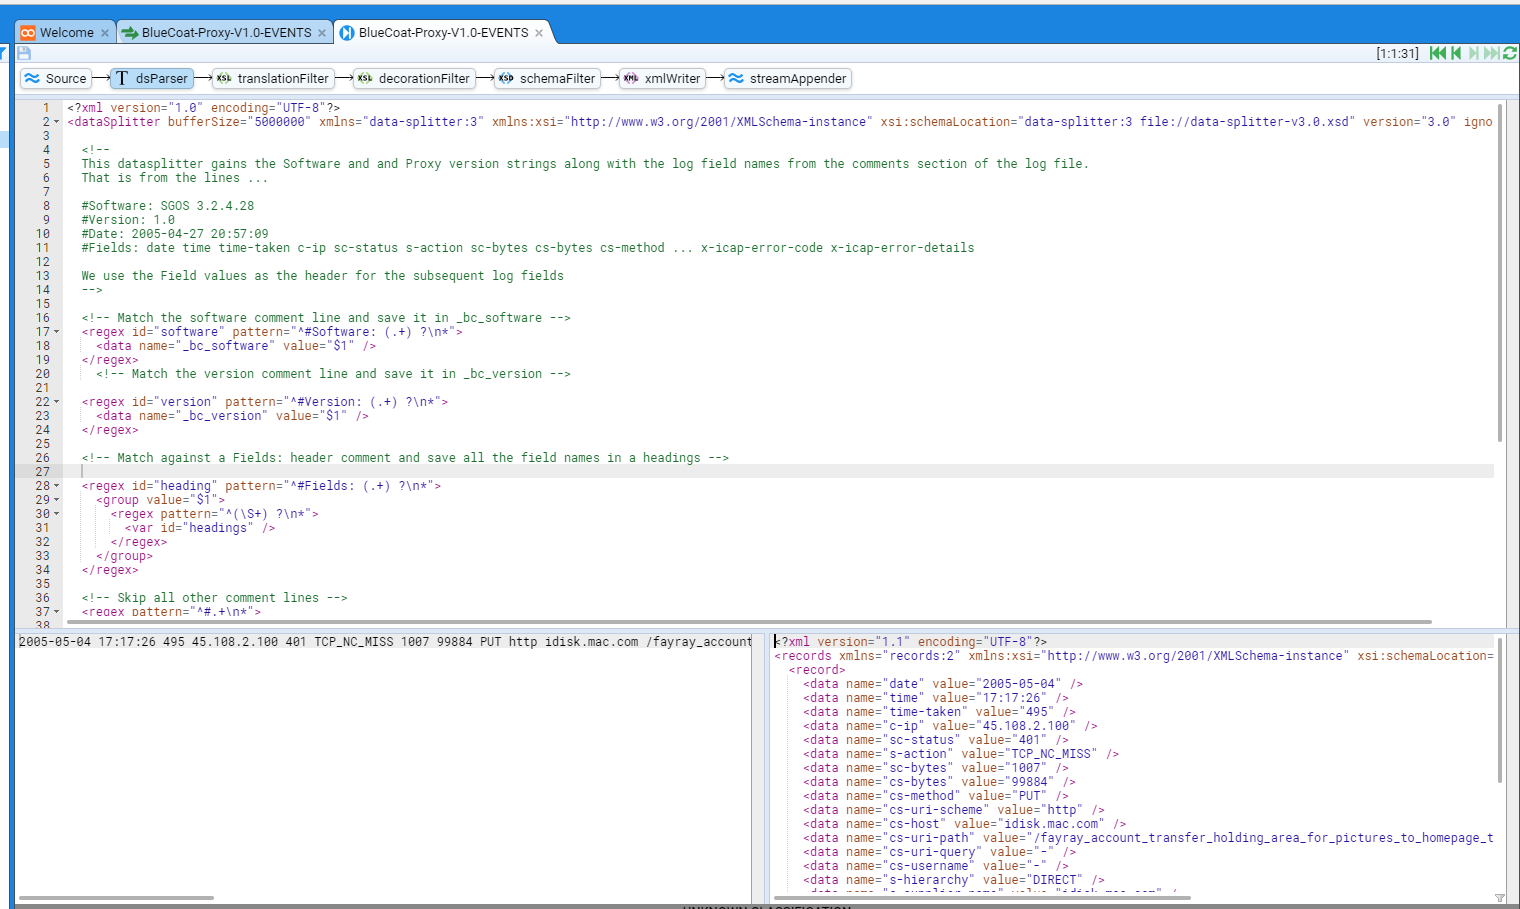 Welcome × BlueCoat-Proxy-V1.0-EVENTS × BlueCoat-Proxy-V1.0-EVENTS ×
[1:1:31]
Source T dsParser XSL translationFilter XSL decorationFilter XSD schemaFilter XML xmlWriter streamAppender
1 <?xml version="1.0" encoding="UTF-8"?>
2 <dataSplitter bufferSize="5000000" xmlns="data-splitter:3" xmlns:xsi="http://www.w3.org/2001/XMLSchema-instance" xsi:schemaLocation="data-splitter:3 file://data-splitter-v3.0.xsd" version="3.0" igno
3
4 <!--
5 This datasplitter gains the Software and and Proxy version strings along with the log field names from the comments section of the log file.
6 That is from the lines ...
7
8 #Software: SGOS 3.2.4.28
9 #Version: 1.0
10 #Date: 2005-04-27 20:57:09
11 #Fields: date time time-taken c-ip sc-status s-action sc-bytes cs-bytes cs-method ... x-icap-error-code x-icap-error-details
12
13 We use the Field values as the header for the subsequent log fields
14 -->
15
16 <!-- Match the software comment line and save it in _bc_software -->
17 <regex id="software" pattern="^#Software: (.+) ?\n*">
18 <data name="_bc_software" value="$1" />
19 </regex>
20 <!-- Match the version comment line and save it in _bc_version -->
21
22 <regex id="version" pattern="^#Version: (.+) ?\n*">
23 <data name="_bc_version" value="$1" />
24 </regex>
25
26 <!-- Match against a Fields: header comment and save all the field names in a headings -->
27
28 <regex id="heading" pattern="^#Fields: (.+) ?\n*">
29 <group value="$1">
30 <regex pattern="^(\S+) ?\n*">
31 <var id="headings" />
32 </regex>
33 </group>
34 </regex>
35
36 <!-- Skip all other comment lines -->
37 <regex pattern="^#.+\n*">
38
2005-05-04 17:17:26 495 45.108.2.100 401 TCP_NC_MISS 1007 99884 PUT http idisk.mac.com /fayray_account
<?xml version="1.1" encoding="UTF-8"?>
<records xmlns="records:2" xmlns:xsi="http://www.w3.org/2001/XMLSchema-instance" xsi:schemaLocation=
<record>
<data name="date" value="2005-05-04" />
<data name="time" value="17:17:26" />
<data name="time-taken" value="495" />
<data name="c-ip" value="45.108.2.100" />
<data name="sc-status" value="401" />
<data name="s-action" value="TCP_NC_MISS" />
<data name="sc-bytes" value="1007" />
<data name="cs-bytes" value="99884" />
<data name="cs-method" value="PUT" />
<data name="cs-uri-scheme" value="http" />
<data name="cs-host" value="idisk.mac.com" />
<data name="cs-uri-path" value="/fayray_account_transfer_holding_area_for_pictures_to_homepage_t
<data name="cs-uri-query" value="-" />
<data name="cs-username" value="-" />
<data name="s-hierarchy" value="DIRECT" />